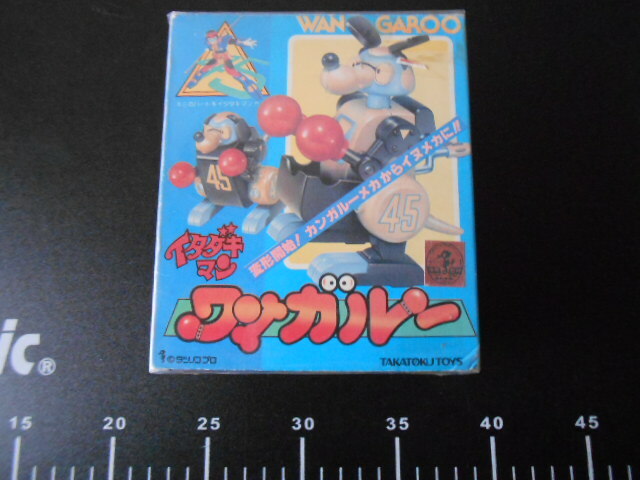 WAN GAROO
変形開始! カンガルーメカからイヌメカに!!
45
45
イタダキ
マン
ワンガルー
©タツノコプロ
TAKATOKU TOYS
ic®
15 20 25 30 35 40 45